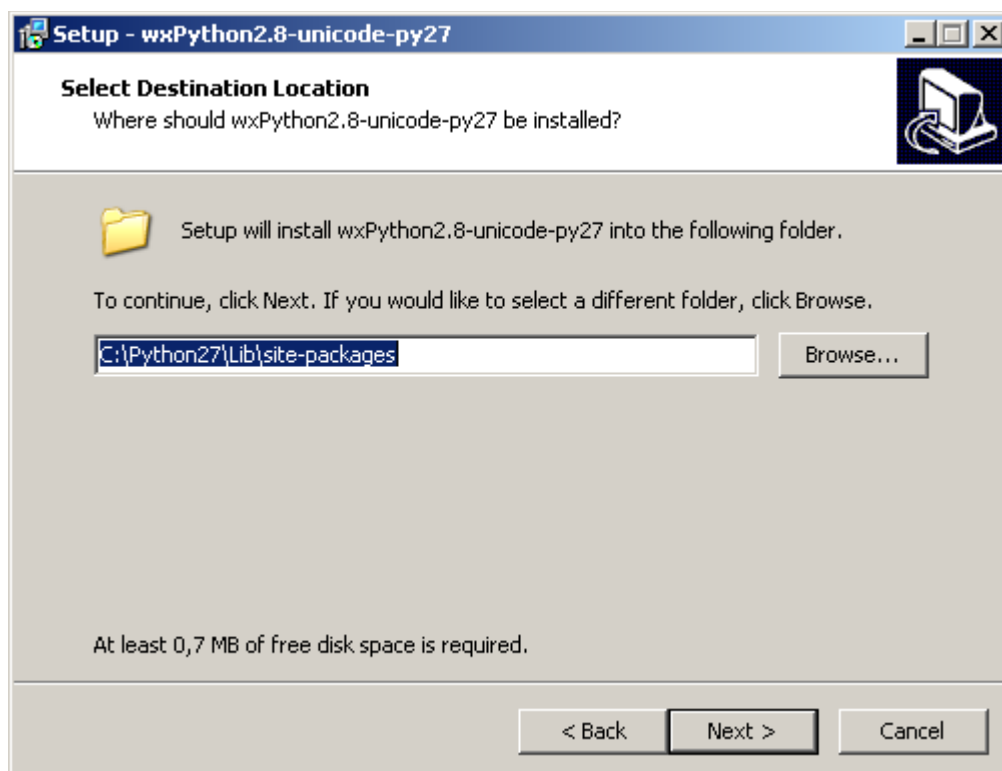 Setup - wxPython2.8-unicode-py27
Select Destination Location
Where should wxPython2.8-unicode-py27 be installed?
Setup will install wxPython2.8-unicode-py27 into the following folder.
To continue, click Next. If you would like to select a different folder, click Browse.
C:\Python27\Lib\site-packages
Browse...
At least 0,7 MB of free disk space is required.
< Back
Next >
Cancel